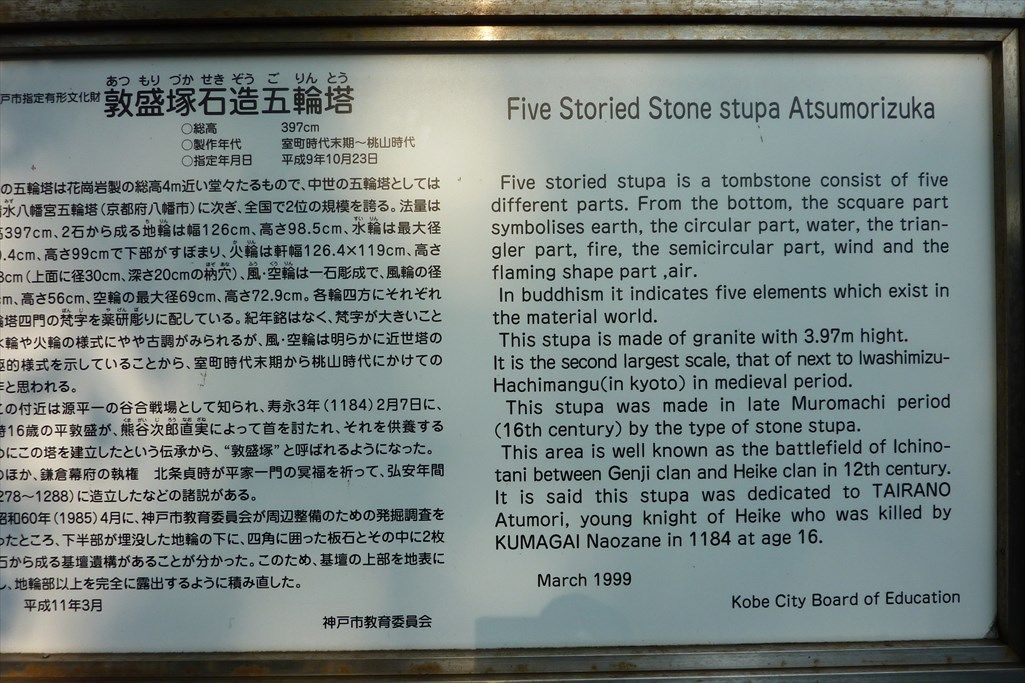 戸市指定有形文化財
あつ もり づか せき ぞう ご りん とう
敦盛塚石造五輪塔
○総高 397cm
○製作年代 室町時代末期〜桃山時代
○指定年月日 平成9年10月23日
の五輪塔は花崗岩製の総高4m近い堂々たるもので、中世の五輪塔としては
水八幡宮五輪塔(京都府八幡市)に次ぎ、全国で2位の規模を誇る。法量は
397cm、2石から成る地輪は幅126cm、高さ98.5cm、水輪は最大径
.4cm、高さ99cmで下部がすぼまり、火輪は軒幅126.4×119cm、高さ
cm(上面に径30cm、深さ20cmの枘穴)、風・空輪は一石彫成で、風輪の径
cm、高さ56cm、空輪の最大径69cm、高さ72.9cm。各輪四方にそれぞれ
輪塔四門の梵字を薬研彫りに配している。紀年銘はなく、梵字が大きいこと
水輪や火輪の様式にやや古調がみられるが、風・空輪は明らかに近世塔の
的様式を示していることから、室町時代末期から桃山時代にかけての
と思われる。
の付近は源平一の谷合戦場として知られ、寿永3年(1184)2月7日に、
時16歳の平敦盛が、熊谷次郎直実によって首を討たれ、それを供養する
めにこの塔を建立したという伝承から、“敦盛塚”と呼ばれるようになった。
のほか、鎌倉幕府の執権 北条貞時が平家一門の冥福を祈って、弘安年間
278〜1288)に造立したなどの諸説がある。
昭和60年(1985)4月に、神戸市教育委員会が周辺整備のための発掘調査を
ったところ、下半部が埋没した地輪の下に、四角に囲った板石とその中に2枚
石から成る基壇遺構があることが分かった。このため、基壇の上部を地表に
し、地輪部以上を完全に露出するように積み直した。
平成11年3月
神戸市教育委員会
Five Storied Stone stupa Atsumorizuka
Five storied stupa is a tombstone consist of five
different parts. From the bottom, the scquare part
symbolises earth, the circular part, water, the trian-
gler part, fire, the semicircular part, wind and the
flaming shape part ,air.
In buddhism it indicates five elements which exist in
the material world.
This stupa is made of granite with 3.97m hight.
It is the second largest scale, that of next to Iwashimizu-
Hachimangu(in kyoto) in medieval period.
This stupa was made in late Muromachi period
(16th century) by the type of stone stupa.
This area is well known as the battlefield of Ichino-
tani between Genji clan and Heike clan in 12th century.
It is said this stupa was dedicated to TAIRANO
Atumori, young knight of Heike who was killed by
KUMAGAI Naozane in 1184 at age 16.
March 1999
Kobe City Board of Education